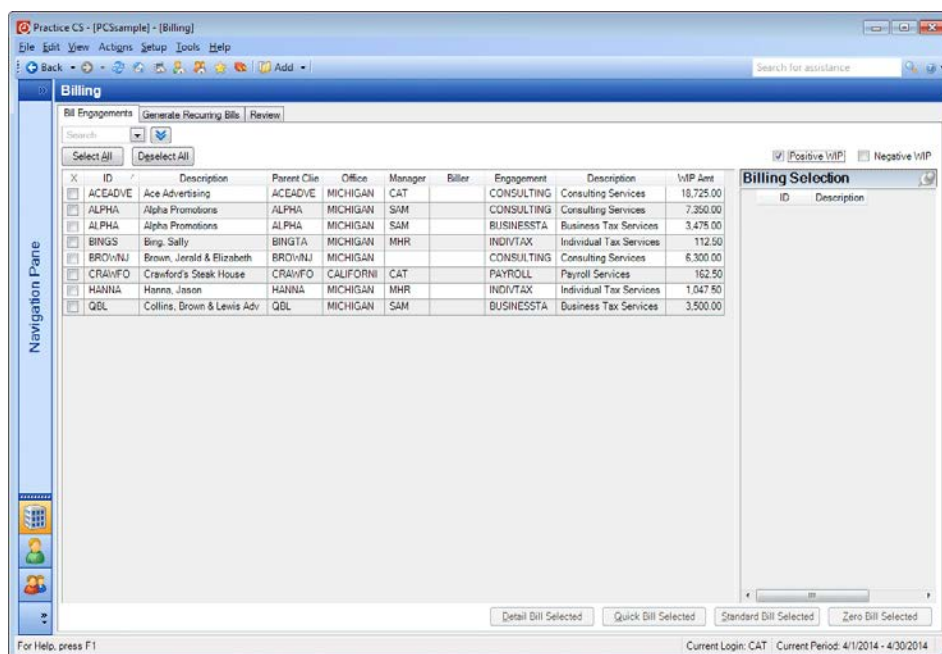 Practice CS - [PCSsample] - [Billing]
File Edit View Actions Setup Tools Help
Back Add Search for assistance
Billing
Bill Engagements Generate Recurring Bills Review
Search
Select All Deselect All Positive WIP Negative WIP
X ID Description Parent Clie Office Manager Biller Engagement Description WIP Amt
ACEADVE Ace Advertising ACEADVE MICHIGAN CAT CONSULTING Consulting Services 18,725.00
ALPHA Alpha Promotions ALPHA MICHIGAN SAM CONSULTING Consulting Services 7,350.00
ALPHA Alpha Promotions ALPHA MICHIGAN SAM BUSINESSTA Business Tax Services 3,475.00
BINGS Bing, Sally BINGTA MICHIGAN MHR INDIVTAX Individual Tax Services 112.50
BROWNJ Brown, Jerald & Elizabeth BROWNJ MICHIGAN CONSULTING Consulting Services 6,300.00
CRAWFO Crawford's Steak House CRAWFO CALIFORNI CAT PAYROLL Payroll Services 162.50
HANNA Hanna, Jason HANNA MICHIGAN MHR INDIVTAX Individual Tax Services 1,047.50
QBL Collins, Brown & Lewis Adv QBL MICHIGAN SAM BUSINESSTA Business Tax Services 3,500.00
Billing Selection
ID Description
Navigation Pane
Detail Bill Selected Quick Bill Selected Standard Bill Selected Zero Bill Selected
For Help, press F1 Current Login: CAT Current Period: 4/1/2014 - 4/30/2014